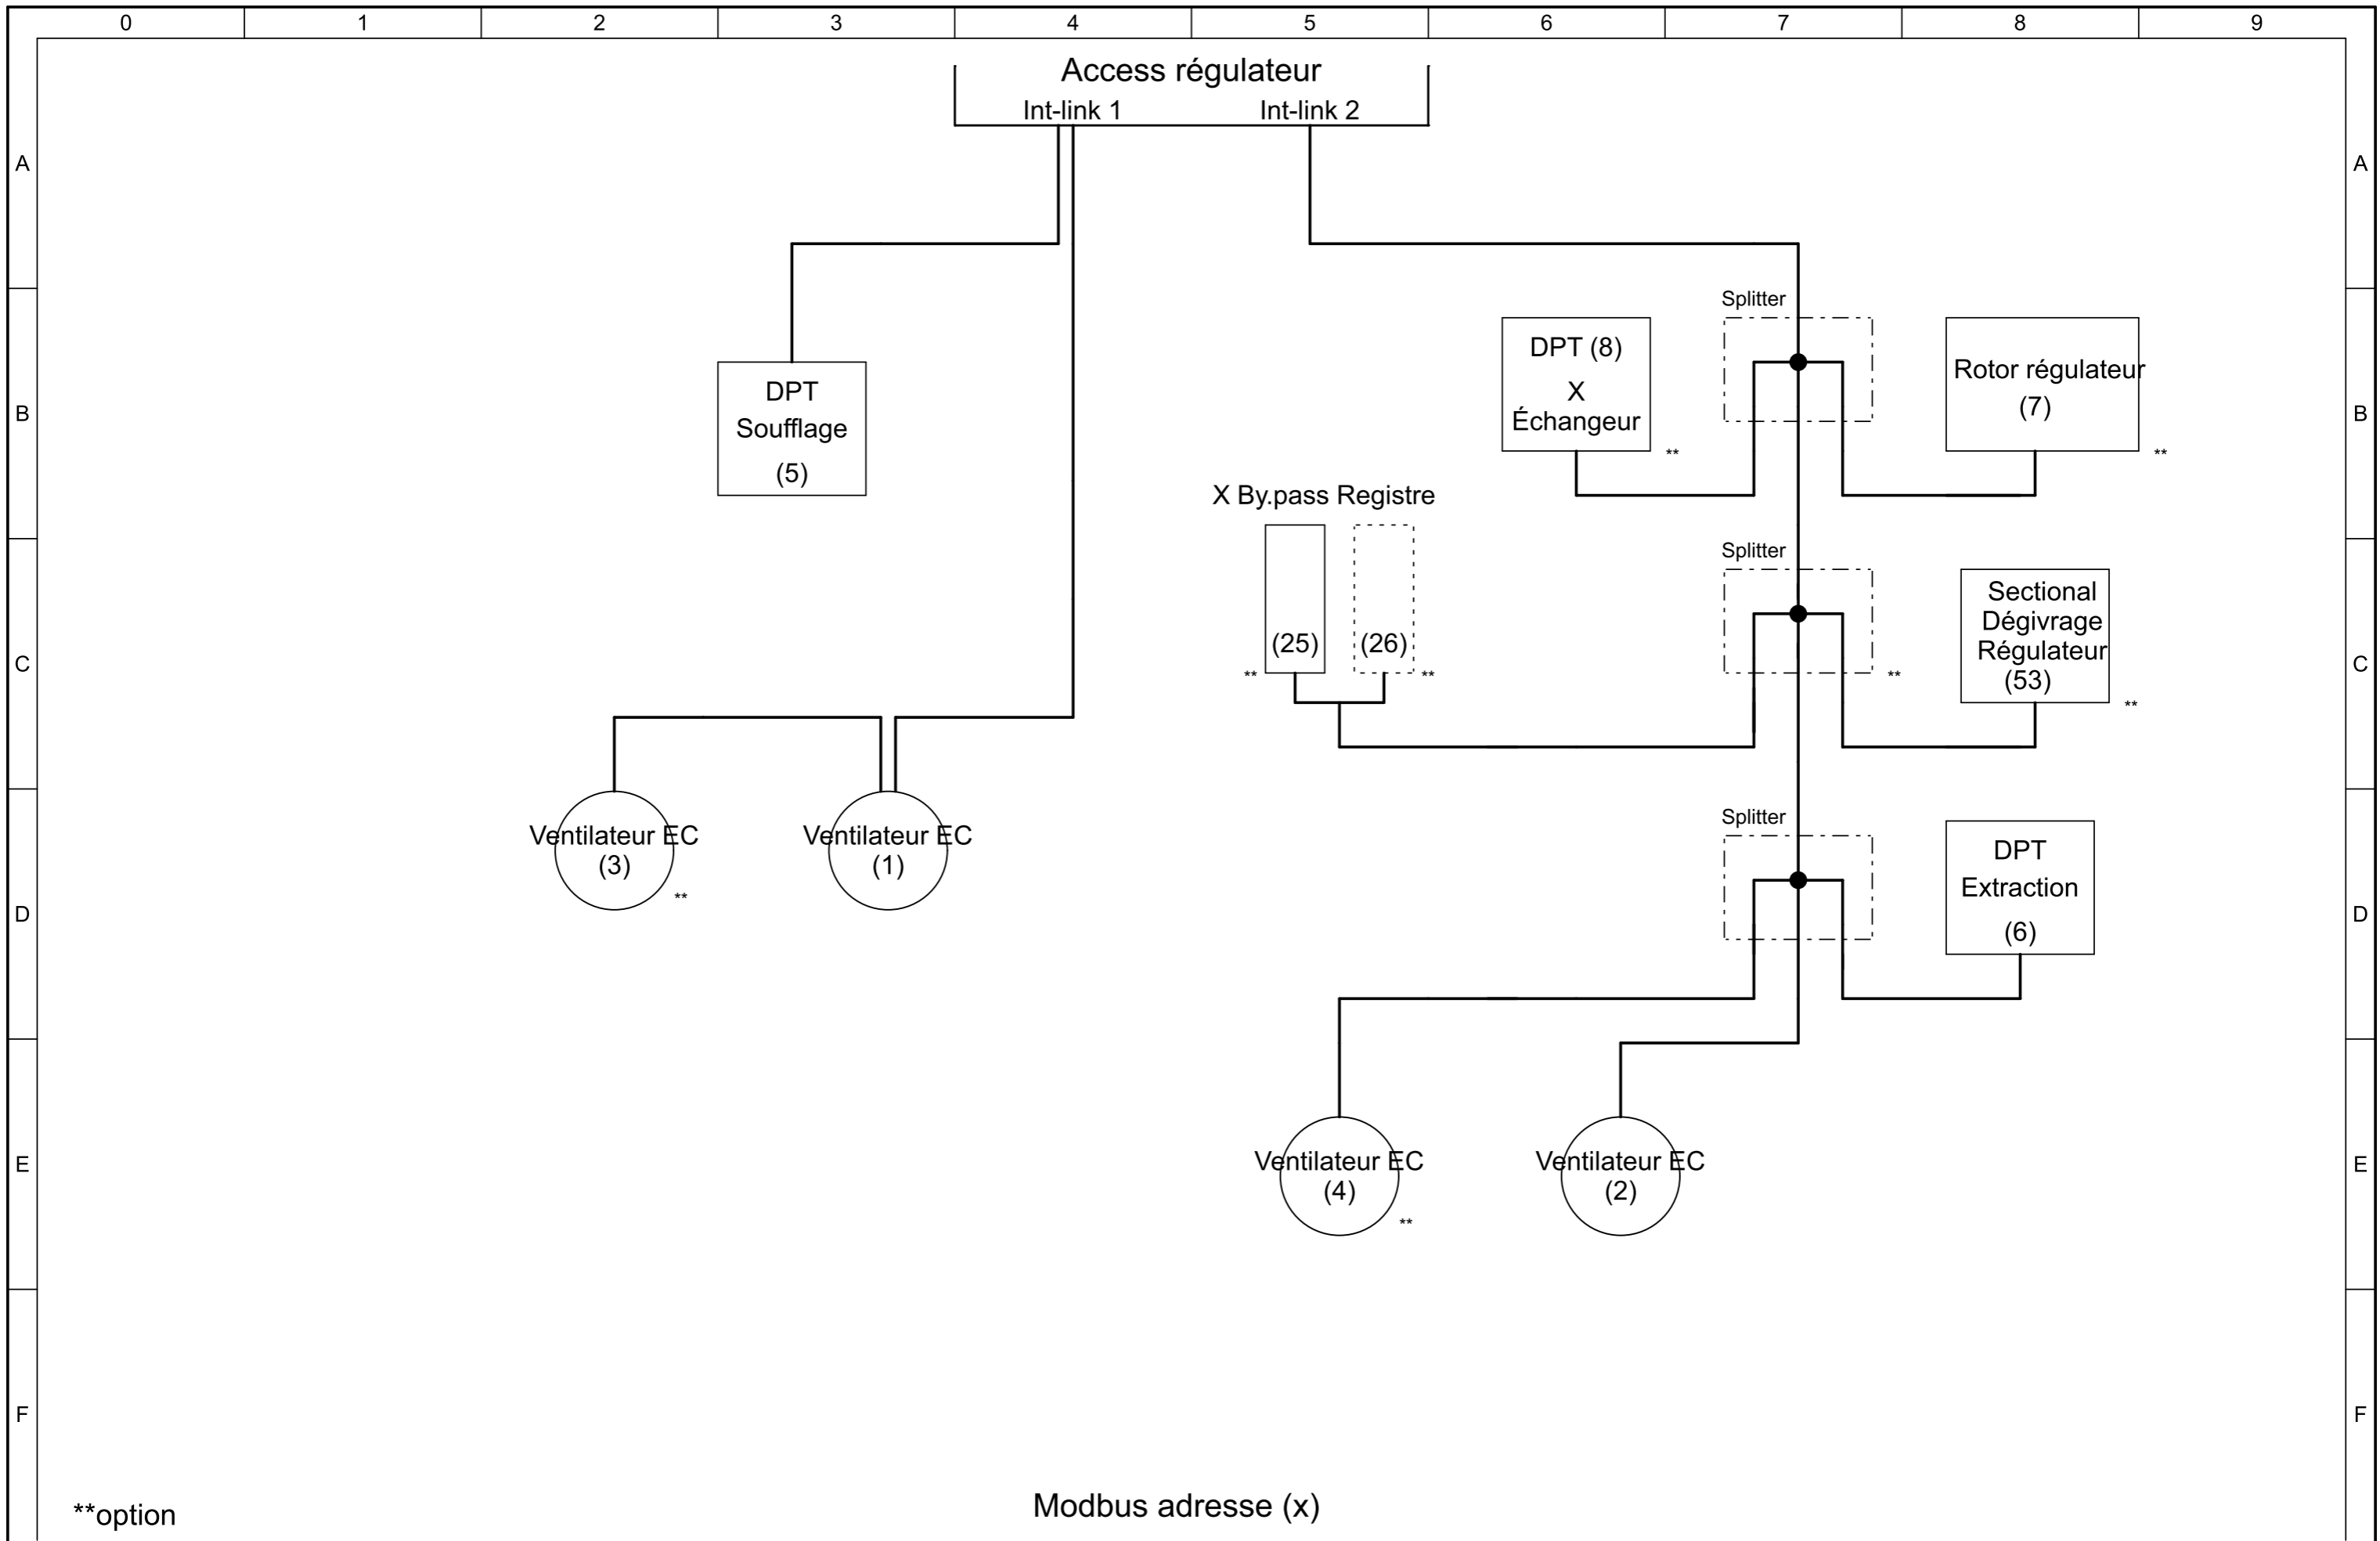 0 1 2 3 4 5 6 7 8 9
Access régulateur
Int-link 1 Int-link 2
A A
Splitter
DPT (8)
X
Échangeur
**
Rotor régulateur
(7)
**
DPT
Soufflage
(5)
B B
X By.pass Registre
(25) (26)
** **
Splitter
**
Sectional
Dégivrage
Régulateur
(53)
**
C C
Splitter
Ventilateur EC
(3)
**
Ventilateur EC
(1)
DPT
Extraction
(6)
D D
Ventilateur EC
(4)
**
Ventilateur EC
(2)
E E
F F
**option
Modbus adresse (x)